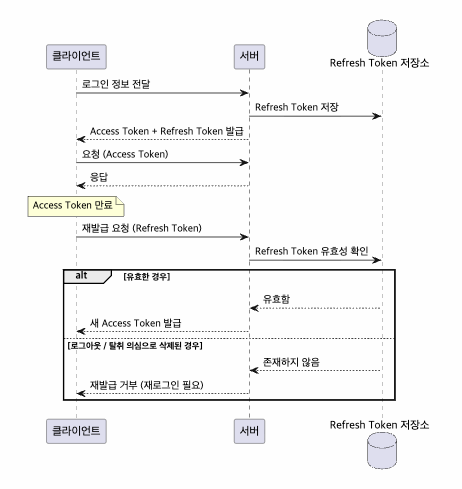 클라이언트
서버
Refresh Token 저장소
로그인 정보 전달
Refresh Token 저장
Access Token + Refresh Token 발급
요청 (Access Token)
응답
Access Token 만료
재발급 요청 (Refresh Token)
Refresh Token 유효성 확인
alt [유효한 경우]
유효함
새 Access Token 발급
[로그아웃 / 탈취 의심으로 삭제된 경우]
존재하지 않음
재발급 거부 (재로그인 필요)
클라이언트
서버
Refresh Token 저장소